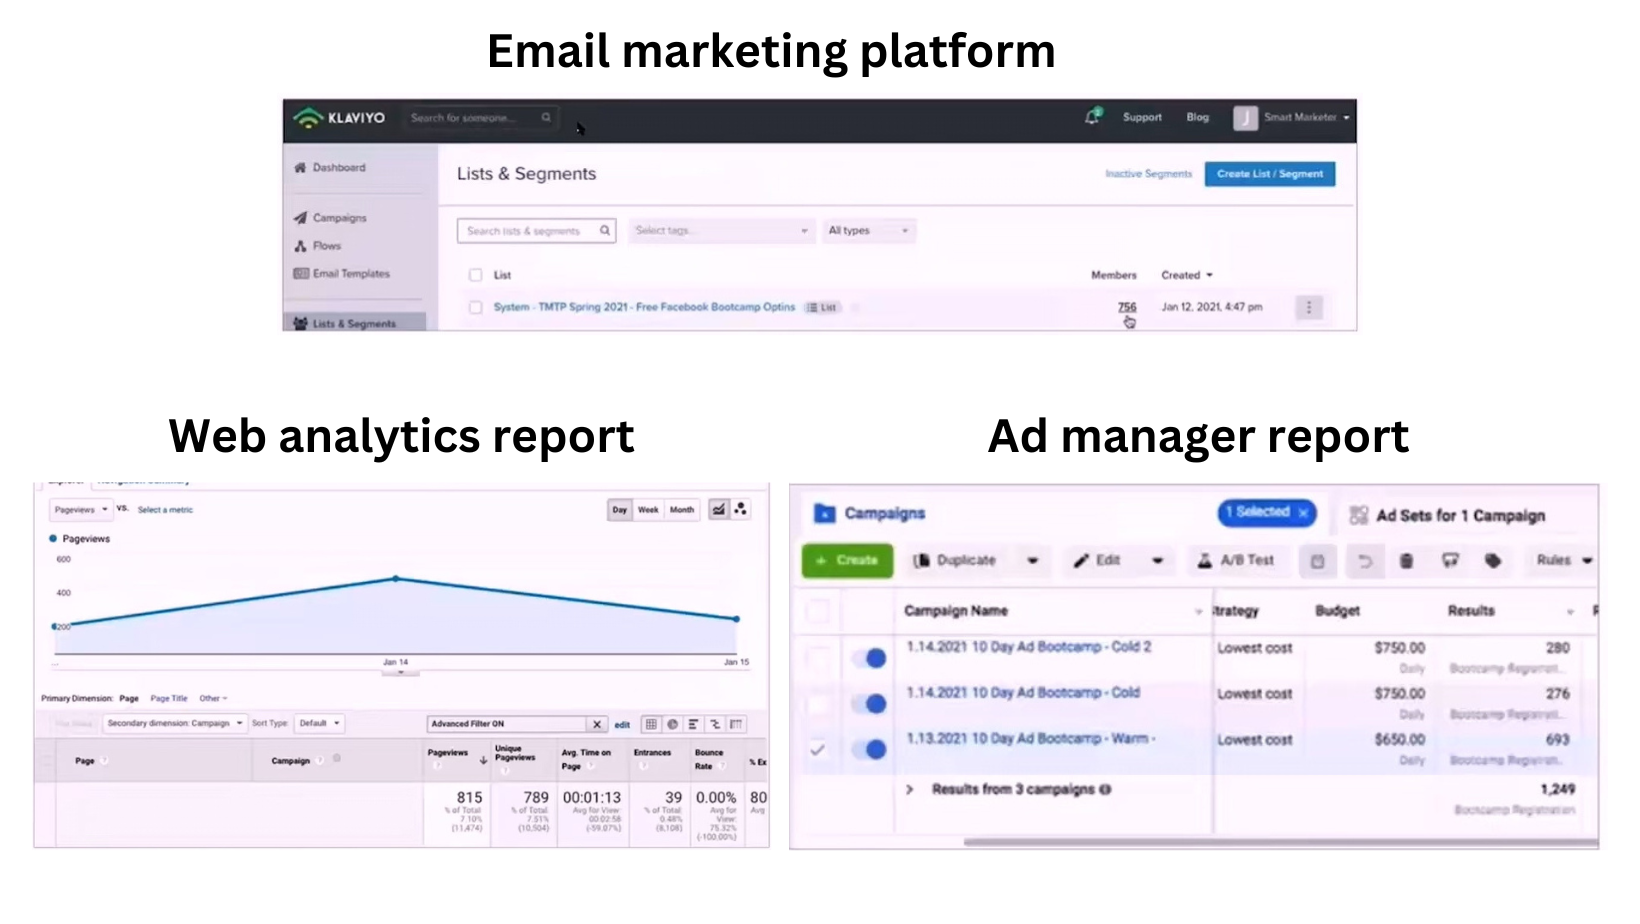 Email marketing platform
KLAVIYO
Search for someone...
Support
Blog
J
Smart Marketer
Dashboard
Lists & Segments
Inactive Segments
Create List / Segment
Campaigns
Search lists & segments
Select tags...
All types
Flows
Email Templates
List
Members
Created
System - TMTP Spring 2021 - Free Facebook Bootcamp Optins
List
756
Jan 12, 2021, 4:47 pm
Lists & Segments
Web analytics report
Pageviews
VS.
Select a metric
Day
Week
Month
Pageviews
600
400
200
...
Jan 14
Jan 15
Primary Dimension: Page Page Title Other
Secondary dimension: Campaign
Sort Type:
Default
Advanced Filter ON
edit
Page
Campaign
Pageviews
Unique Pageviews
Avg. Time on Page
Entrances
Bounce Rate
% Ex
815
% of Total:
7.10%
(11,474)
789
% of Total:
7.51%
(10,504)
00:01:13
Avg for View:
00:02:58
(-59.07%)
39
% of Total:
0.48%
(8,108)
0.00%
Avg for View:
75.32%
(-100.00%)
80
Avg
Ad manager report
Campaigns
1 Selected
Ad Sets for 1 Campaign
+ Create
Duplicate
Edit
A/B Test
Rules
Campaign Name
trategy
Budget
Results
1.14.2021 10 Day Ad Bootcamp - Cold 2
Lowest cost
$750.00
Daily
280
Bootcamp Registrati...
1.14.2021 10 Day Ad Bootcamp - Cold
Lowest cost
$750.00
Daily
276
Bootcamp Registrati...
1.13.2021 10 Day Ad Bootcamp - Warm -
Lowest cost
$650.00
Daily
693
Bootcamp Registrati...
Results from 3 campaigns
1,249
Bootcamp Registration